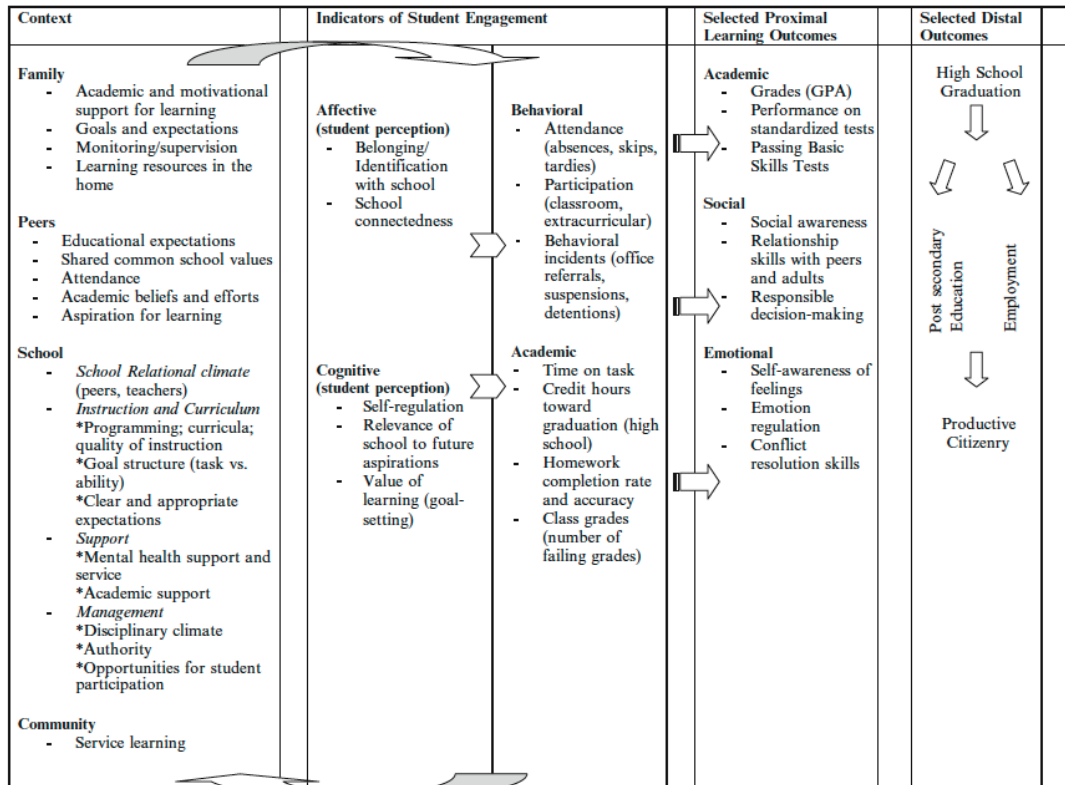 Context
Indicators of Student Engagement
Selected Proximal
Learning Outcomes
Selected Distal
Outcomes
Family
- Academic and motivational
support for learning
- Goals and expectations
- Monitoring/supervision
- Learning resources in the
home
Peers
- Educational expectations
- Shared common school values
- Attendance
- Academic beliefs and efforts
- Aspiration for learning
School
- School Relational climate
(peers, teachers)
- Instruction and Curriculum
*Programming; curricula;
quality of instruction
*Goal structure (task vs.
ability)
*Clear and appropriate
expectations
- Support
*Mental health support and
service
*Academic support
- Management
*Disciplinary climate
*Authority
*Opportunities for student
participation
Community
- Service learning
Affective
(student perception)
- Belonging/
Identification
with school
- School
connectedness
Cognitive
(student perception)
- Self-regulation
- Relevance of
school to future
aspirations
- Value of
learning (goal-
setting)
Behavioral
- Attendance
(absences, skips,
tardies)
- Participation
(classroom,
extracurricular)
- Behavioral
incidents (office
referrals,
suspensions,
detentions)
Academic
- Time on task
- Credit hours
toward
graduation (high
school)
- Homework
completion rate
and accuracy
- Class grades
(number of
failing grades)
Academic
- Grades (GPA)
- Performance on
standardized tests
- Passing Basic
Skills Tests
Social
- Social awareness
- Relationship
skills with peers
and adults
- Responsible
decision-making
Emotional
- Self-awareness of
feelings
- Emotion
regulation
- Conflict
resolution skills
High School
Graduation
Post secondary
Education
Employment
Productive
Citizenry